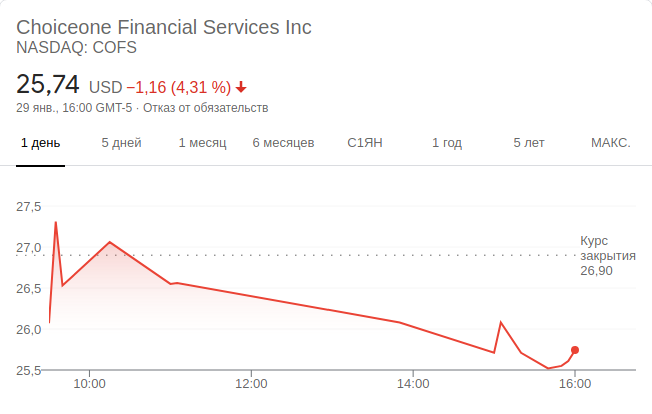 Choiceone Financial Services Inc
NASDAQ: COFS
25,74 USD −1,16 (4,31 %)
29 янв., 16:00 GMT-5 · Отказ от обязательств
1 день 5 дней 1 месяц 6 месяцев С1ЯН 1 год 5 лет МАКС.
27,5
27,0
26,5
26,0
25,5
Курс
закрытия
26,90
10:00 12:00 14:00 16:00